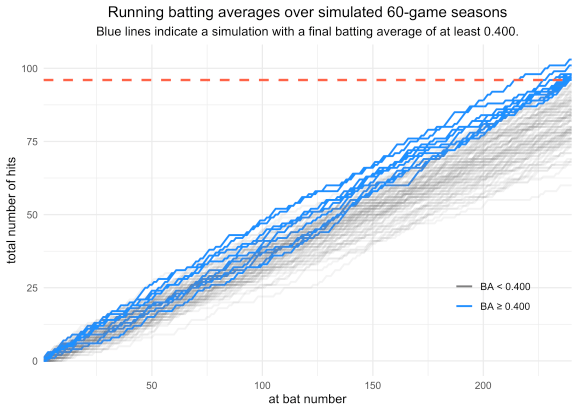 Running batting averages over simulated 60-game seasons
Blue lines indicate a simulation with a final batting average of at least 0.400.
total number of hits
100
75
50
25
0
BA < 0.400
BA ≥ 0.400
50
100
150
200
at bat number